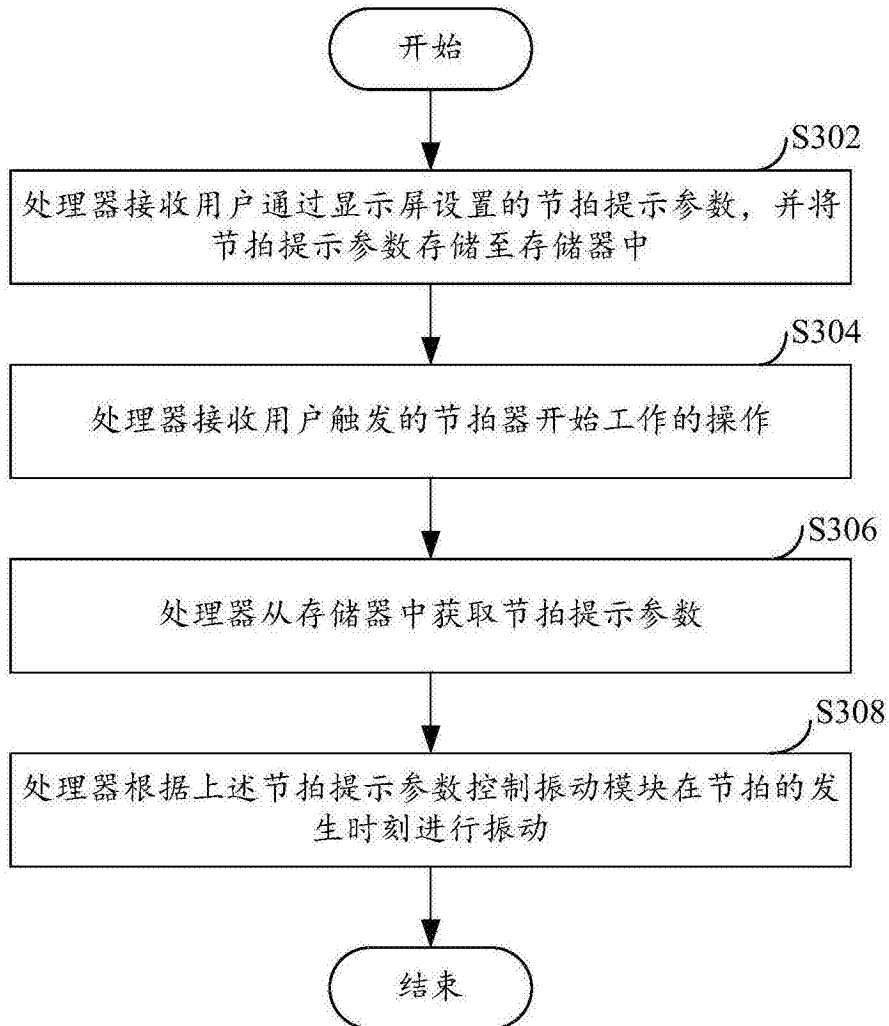 开始
S302
处理器接收用户通过显示屏设置的节拍提示参数，并将
节拍提示参数存储至存储器中
S304
处理器接收用户触发的节拍器开始工作的操作
S306
处理器从存储器中获取节拍提示参数
S308
处理器根据上述节拍提示参数控制振动模块在节拍的发
生时刻进行振动
结束